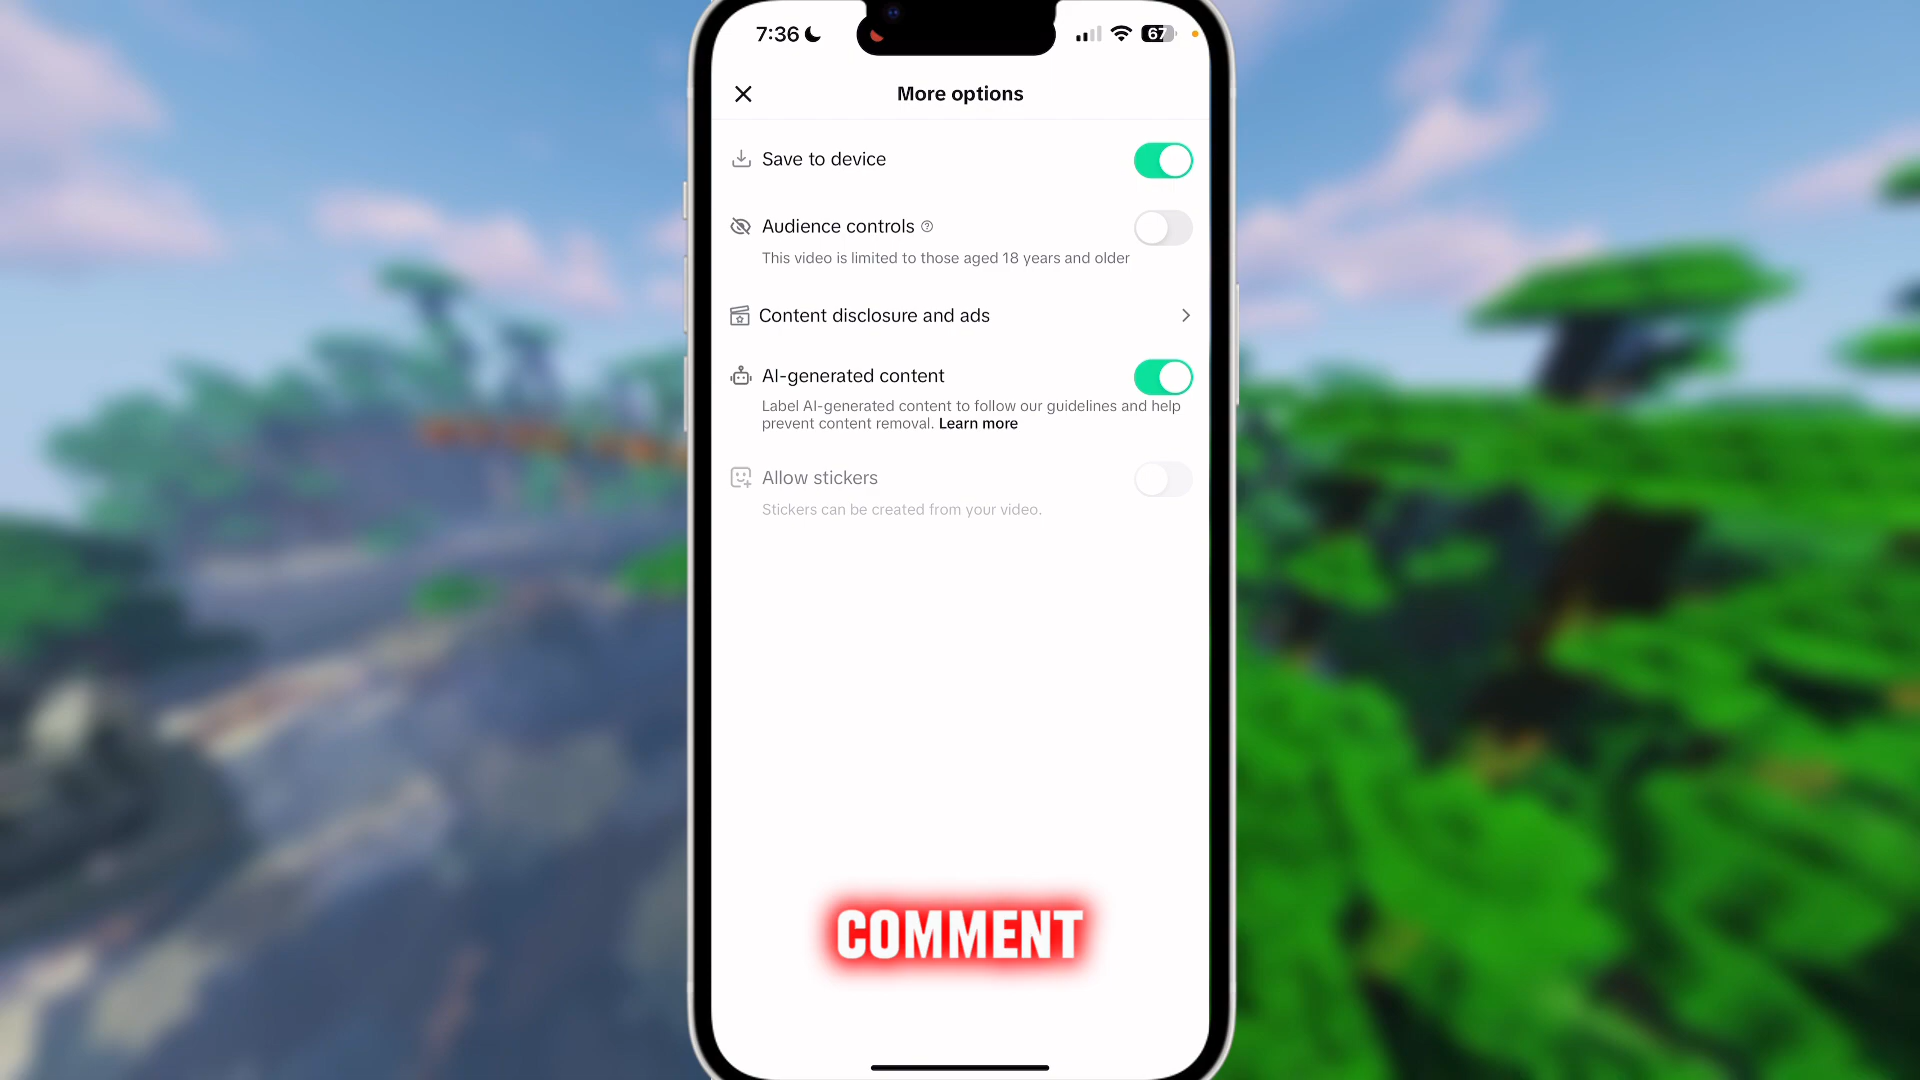 7:36
67
More options
Save to device
Audience controls
This video is limited to those aged 18 years and older
Content disclosure and ads
AI-generated content
Label AI-generated content to follow our guidelines and help
prevent content removal. Learn more
Allow stickers
Stickers can be created from your video.
COMMENT